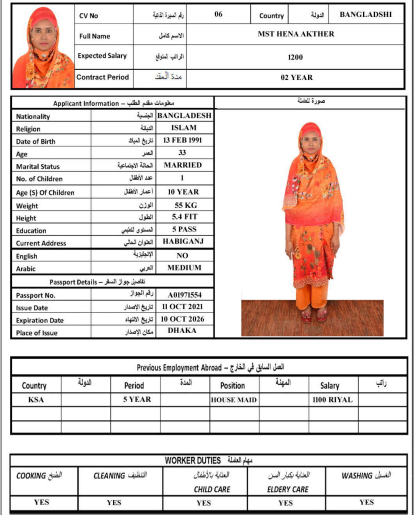 CV No رقم السيرة الذاتية 06 Country الدولة BANGLADSHI
Full Name الاسم كامل MST HENA AKTHER
Expected Salary الراتب المتوقع 1200
Contract Period مدة العقد 02 YEAR
Applicant Information – معلومات مقدم الطلب
صورة للعاملة
Nationality الجنسية BANGLADESH
Religion الديانة ISLAM
Date of Birth تاريخ الميلاد 13 FEB 1991
Age العمر 33
Marital Status الحالة الاجتماعية MARRIED
No. of Children عدد الأطفال 1
Age (S) Of Children أعمار الأطفال 10 YEAR
Weight الوزن 55 KG
Height الطول 5.4 FIT
Education المستوى التعليمي 5 PASS
Current Address العنوان الحالي HABIGANJ
English الإنجليزية NO
Arabic العربي MEDIUM
Passport Details – تفاصيل جواز السفر
Passport No. رقم الجواز A01971554
Issue Date تاريخ الإصدار 11 OCT 2021
Expiration Date تاريخ الانتهاء 10 OCT 2026
Place of Issue مكان الإصدار DHAKA
Previous Employment Abroad – العمل السابق في الخارج
Country الدولة Period المدة Position المهنة Salary راتب
KSA 5 YEAR HOUSE MAID 1100 RIYAL
WORKER DUTIES مهام العاملة
COOKING الطبخ CLEANING التنظيف العناية بالأطفال العناية بكبار السن WASHING الغسيل
CHILD CARE ELDERY CARE
YES YES YES YES YES